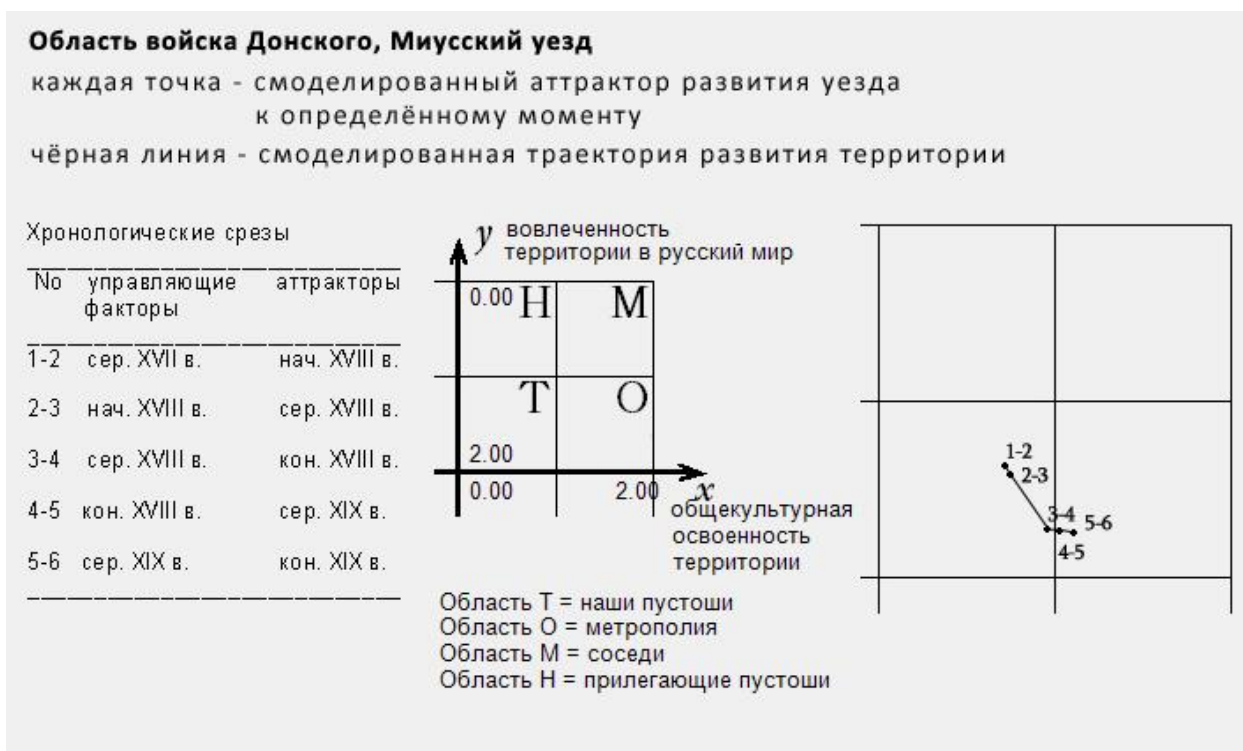 Область войска Донского, Миусский уезд
каждая точка - смоделированный аттрактор развития уезда
к определённому моменту
чёрная линия - смоделированная траектория развития территории
Хронологические срезы
No управляющие факторы аттракторы
1-2 сер. XVII в. нач. XVIII в.
2-3 нач. XVIII в. сер. XVIII в.
3-4 сер. XVIII в. кон. XVIII в.
4-5 кон. XVIII в. сер. XIX в.
5-6 сер. XIX в. кон. XIX в.
y вовлеченность
территории в русский мир
0.00 Н М
Т О
2.00
0.00 2.00 x
общекультурная
освоенность
территории
Область Т = наши пустоши
Область О = метрополия
Область М = соседи
Область Н = прилегающие пустоши
1-2
2-3
3-4 5-6
4-5